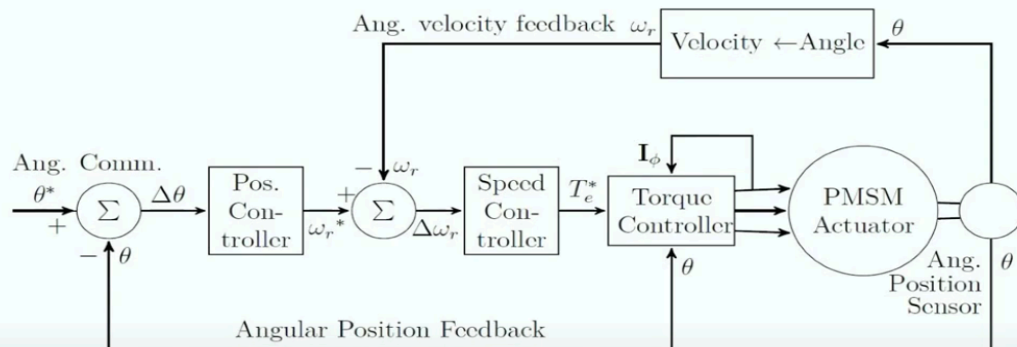 Ang. velocity feedback ωr
Velocity ←Angle
θ
Ang. Comm.
θ*
+
−
θ
Σ
Δθ
Pos.
Con-
troller
ωr*
+
−
ωr
Σ
Δωr
Speed
Con-
troller
Te*
Iϕ
Torque
Controller
θ
PMSM
Actuator
Ang.
Position
Sensor
θ
Angular Position Feedback